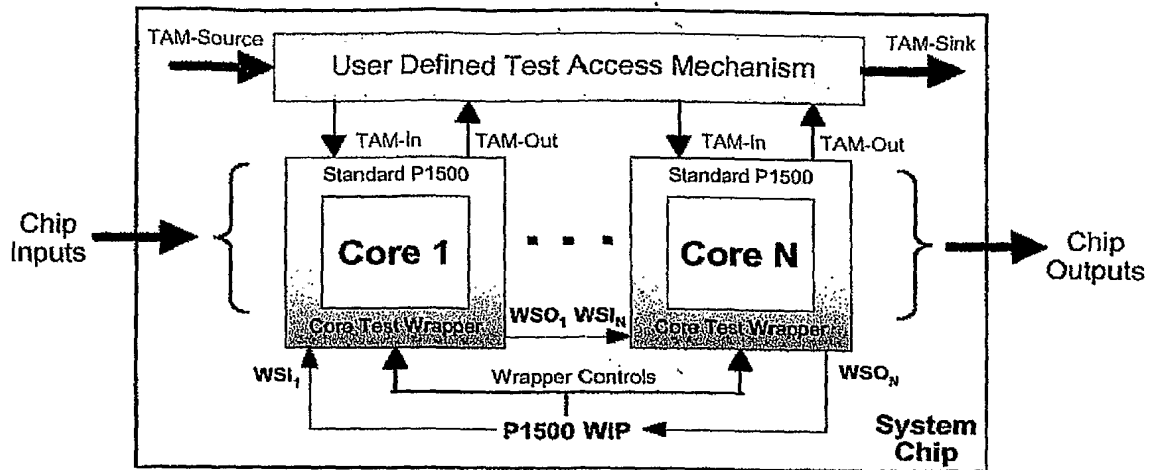 TAM-Source
TAM-Sink
User Defined Test Access Mechanism
TAM-In
TAM-Out
TAM-In
TAM-Out
Standard P1500
Standard P1500
Chip
Inputs
Core 1
Core N
Chip
Outputs
Core Test Wrapper
WSO1 WSIN
Core Test Wrapper
WSI1
Wrapper Controls
WSON
P1500 WIP
System
Chip